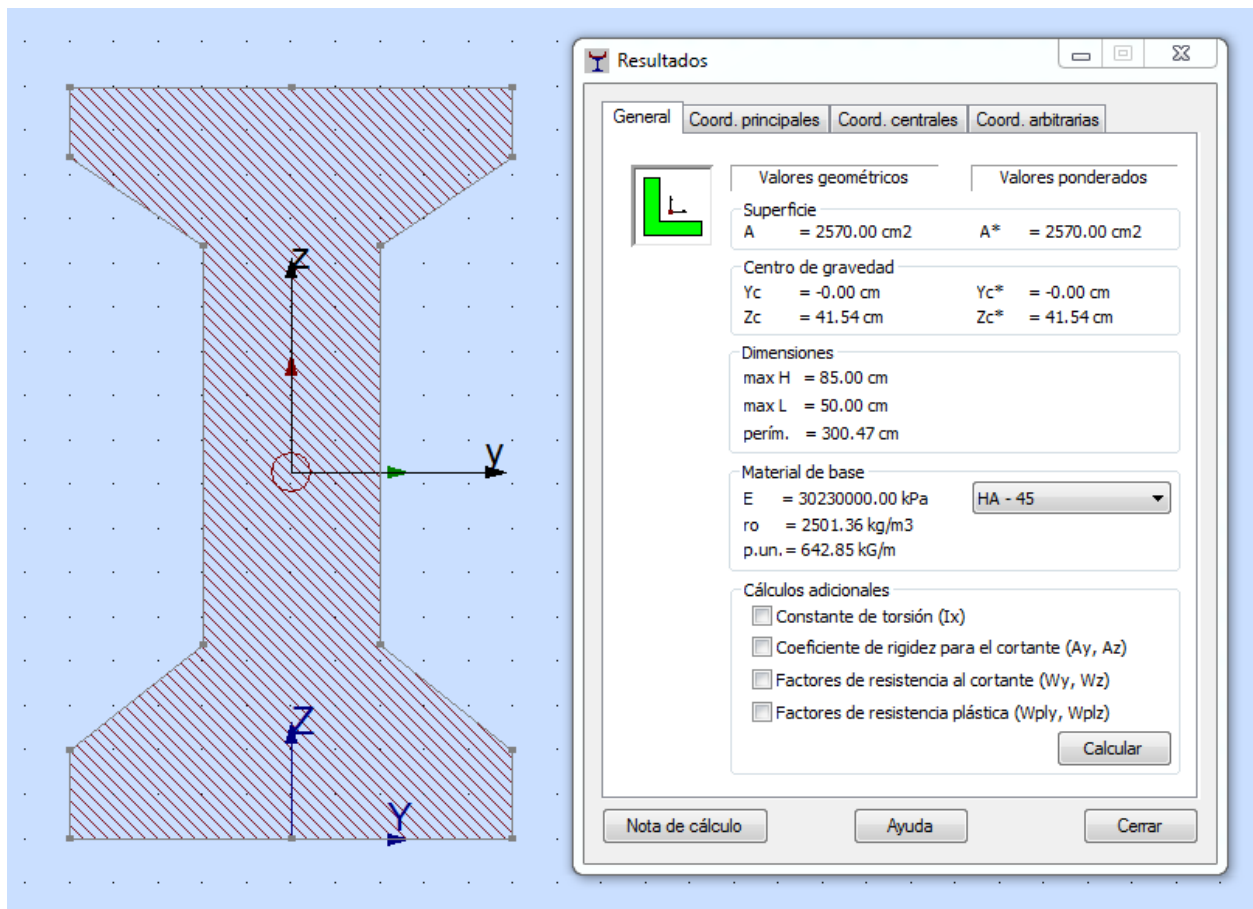 Z
y
Z
Y
Resultados
General Coord. principales Coord. centrales Coord. arbitrarias
Valores geométricos Valores ponderados
Superficie
A = 2570.00 cm2 A* = 2570.00 cm2
Centro de gravedad
Yc = -0.00 cm Yc* = -0.00 cm
Zc = 41.54 cm Zc* = 41.54 cm
Dimensiones
max H = 85.00 cm
max L = 50.00 cm
perím. = 300.47 cm
Material de base
E = 30230000.00 kPa HA - 45
ro = 2501.36 kg/m3
p.un. = 642.85 kG/m
Cálculos adicionales
Constante de torsión (Ix)
Coeficiente de rigidez para el cortante (Ay, Az)
Factores de resistencia al cortante (Wy, Wz)
Factores de resistencia plástica (Wply, Wplz)
Calcular
Nota de cálculo Ayuda Cerrar